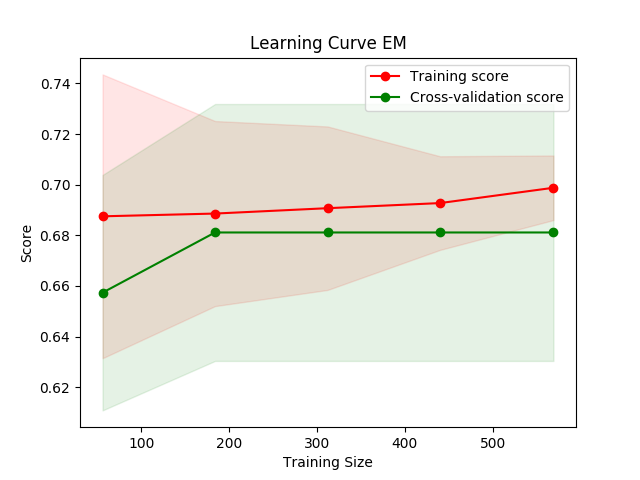 Learning Curve EM
Training score
Cross-validation score
0.74
0.72
0.70
0.68
0.66
0.64
0.62
Score
100
200
300
400
500
Training Size